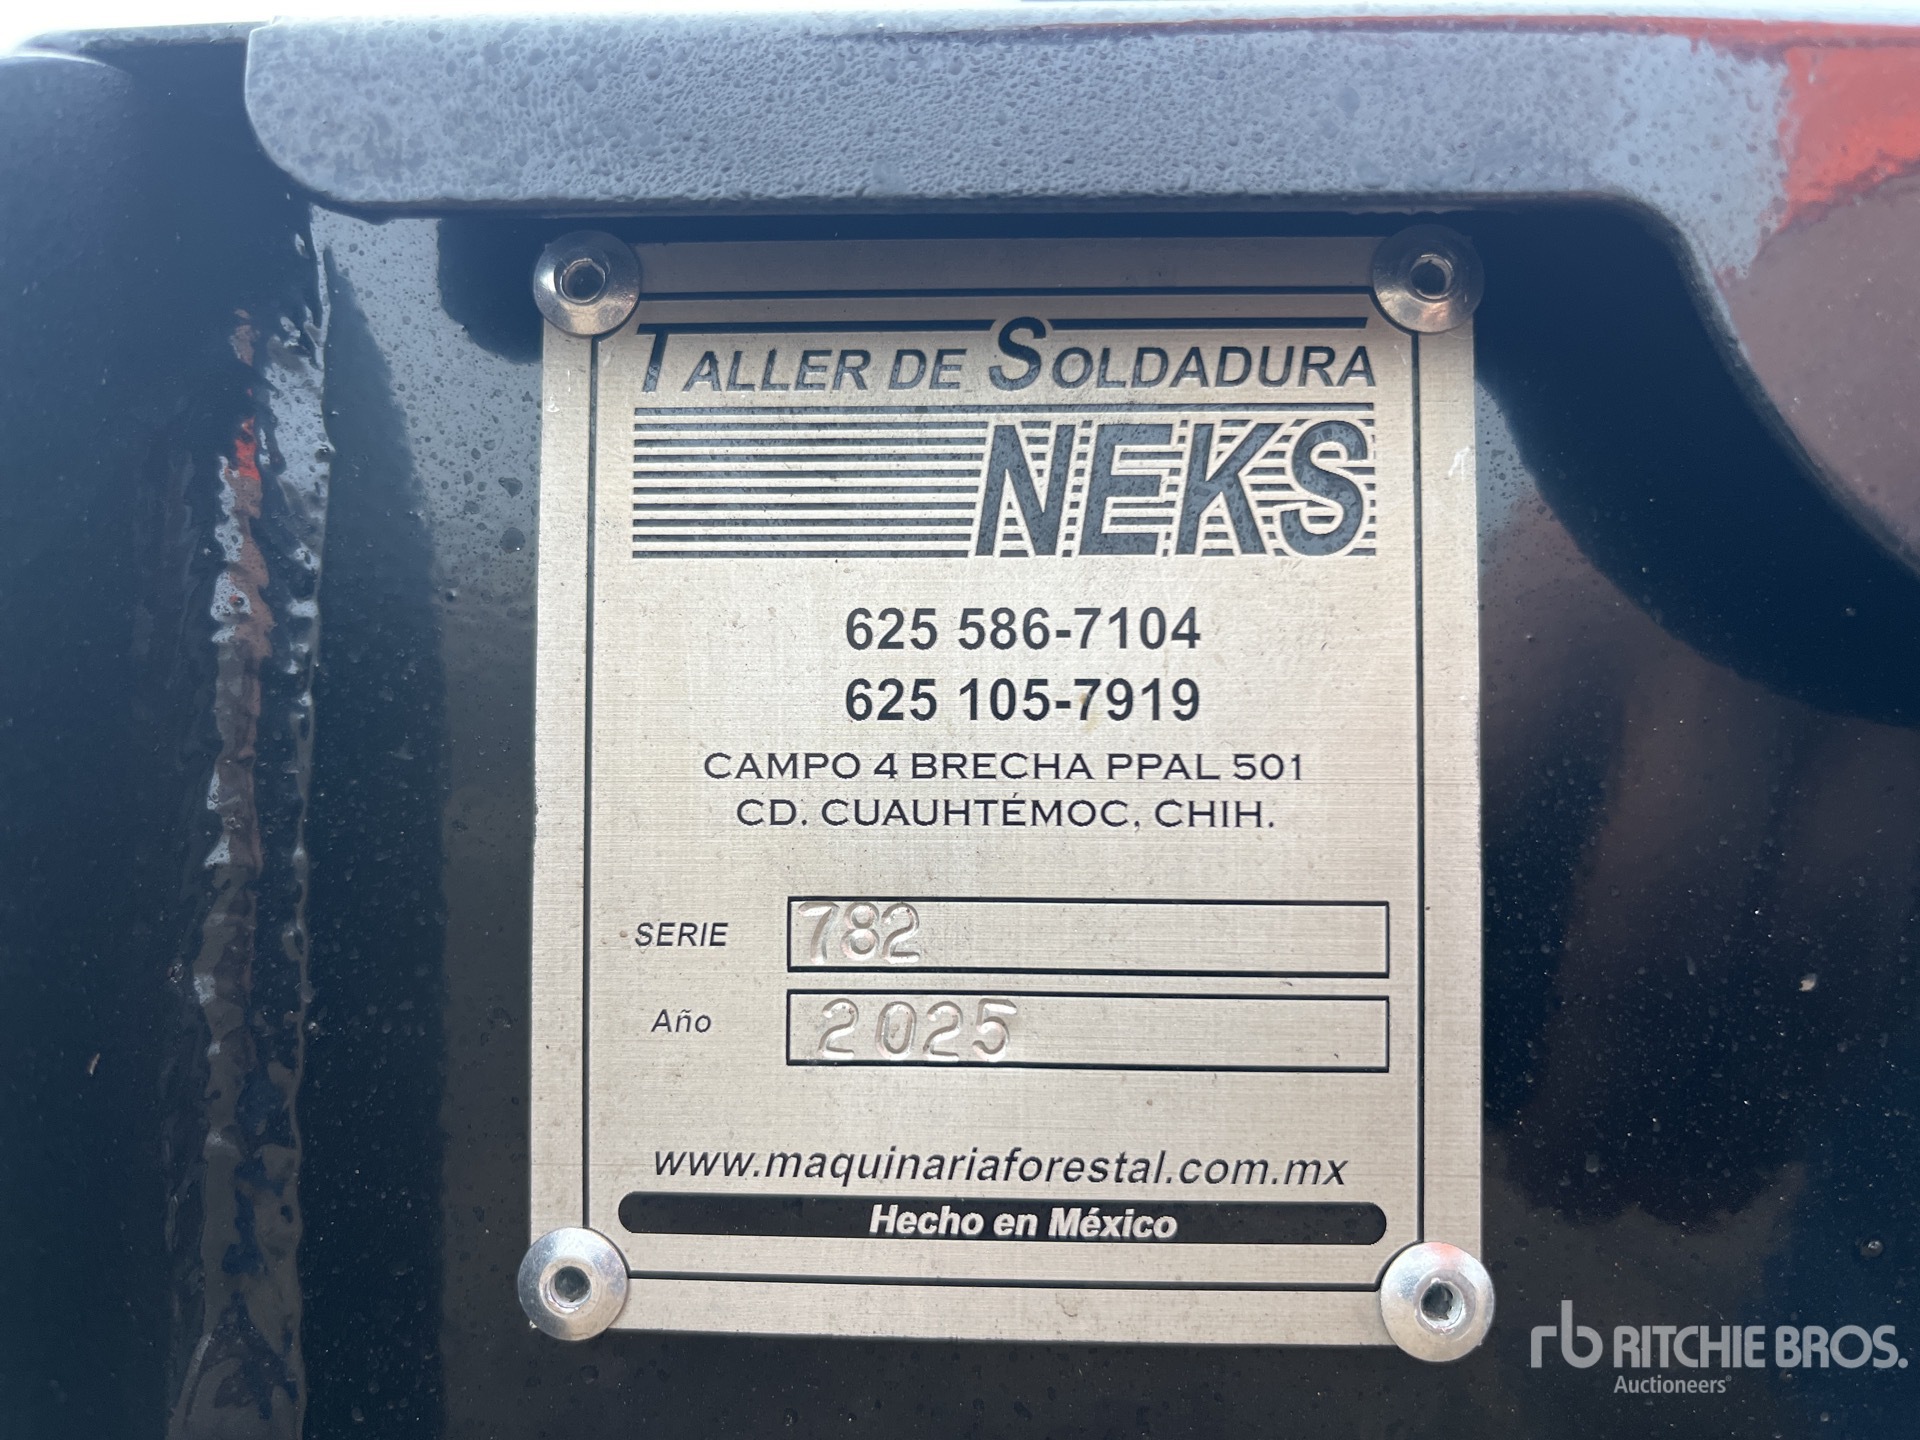 TALLER DE SOLDADURA
NEKS
625 586-7104
625 105-7919
CAMPO 4 BRECHA PPAL 501
CD. CUAUHTÉMOC, CHIH.
SERIE 782
Año 2025
www.maquinariaforestal.com.mx
Hecho en México
rb RITCHIE BROS.
Auctioneers